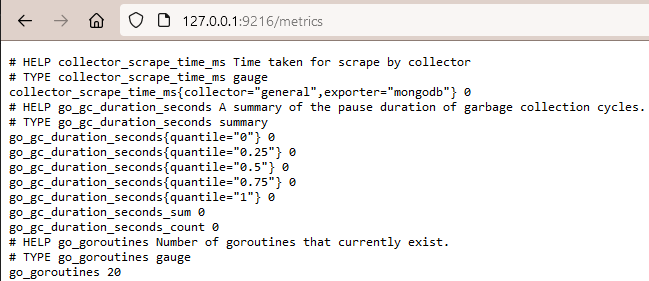 127.0.0.1:9216/metrics
# HELP collector_scrape_time_ms Time taken for scrape by collector
# TYPE collector_scrape_time_ms gauge
collector_scrape_time_ms{collector="general",exporter="mongodb"} 0
# HELP go_gc_duration_seconds A summary of the pause duration of garbage collection cycles.
# TYPE go_gc_duration_seconds summary
go_gc_duration_seconds{quantile="0"} 0
go_gc_duration_seconds{quantile="0.25"} 0
go_gc_duration_seconds{quantile="0.5"} 0
go_gc_duration_seconds{quantile="0.75"} 0
go_gc_duration_seconds{quantile="1"} 0
go_gc_duration_seconds_sum 0
go_gc_duration_seconds_count 0
# HELP go_goroutines Number of goroutines that currently exist.
# TYPE go_goroutines gauge
go_goroutines 20